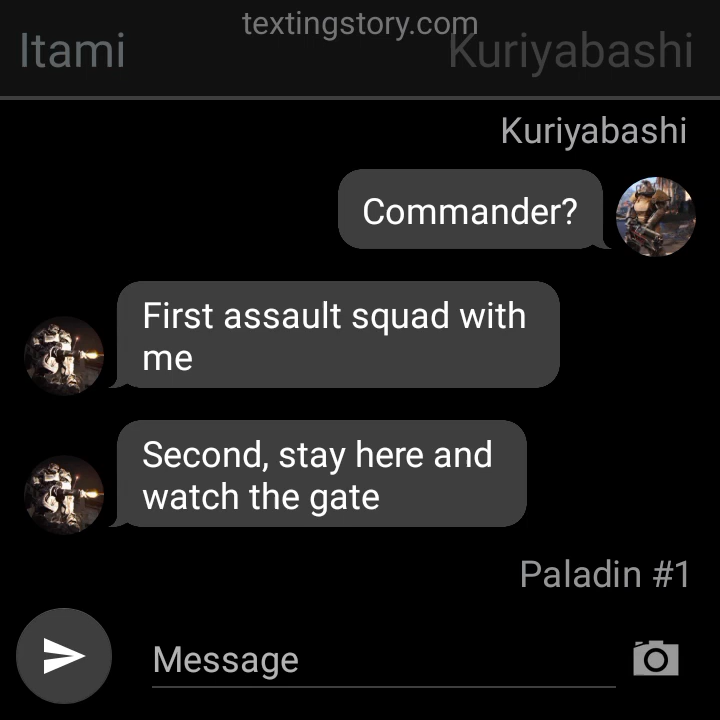 textingstory.com
Itami
Kuriyabashi
Kuriyabashi
Commander?
First assault squad with
me
Second, stay here and
watch the gate
Paladin #1
Message